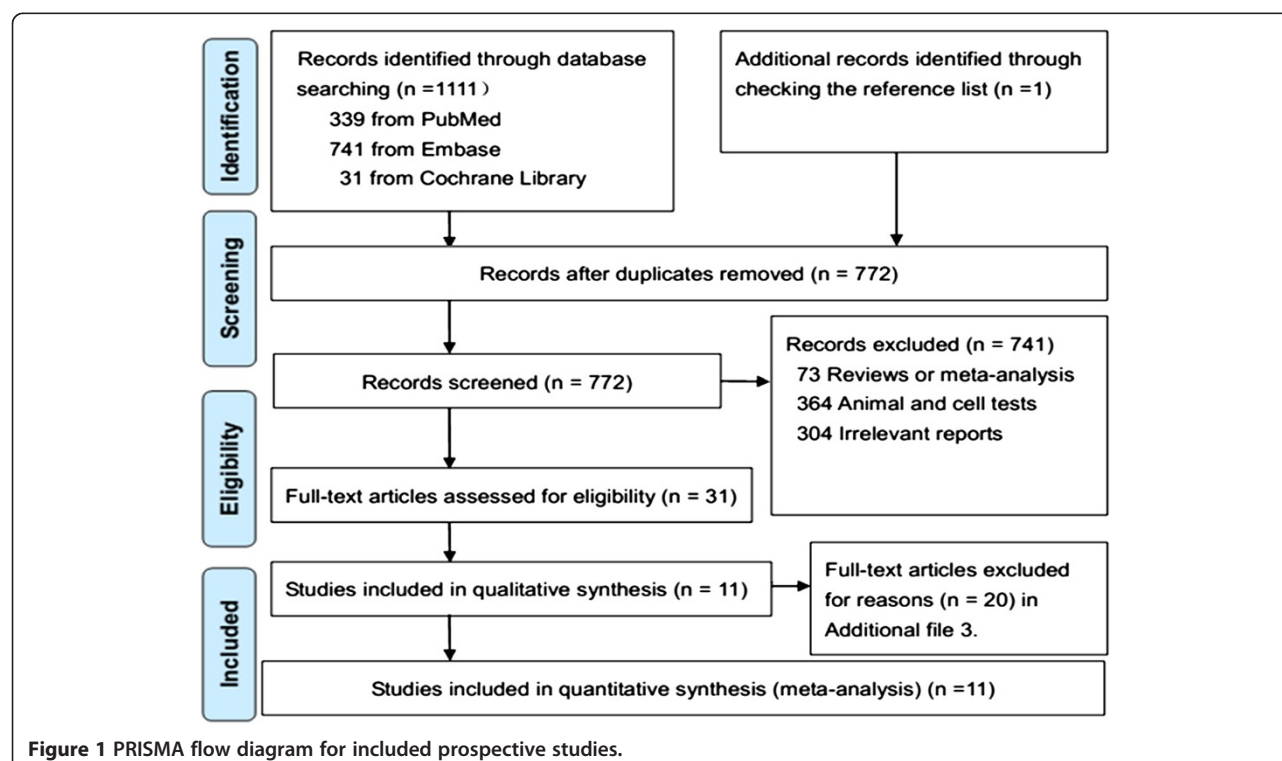 Identification
Records identified through database
searching (n =1111）
339 from PubMed
741 from Embase
31 from Cochrane Library
Additional records identified through
checking the reference list (n =1)
Screening
Records after duplicates removed (n = 772)
Records screened (n = 772)
Records excluded (n = 741)
73 Reviews or meta-analysis
364 Animal and cell tests
304 Irrelevant reports
Eligibility
Full-text articles assessed for eligibility (n = 31)
Included
Studies included in qualitative synthesis (n = 11)
Full-text articles excluded
for reasons (n = 20) in
Additional file 3.
Studies included in quantitative synthesis (meta-analysis) (n =11)
Figure 1 PRISMA flow diagram for included prospective studies.